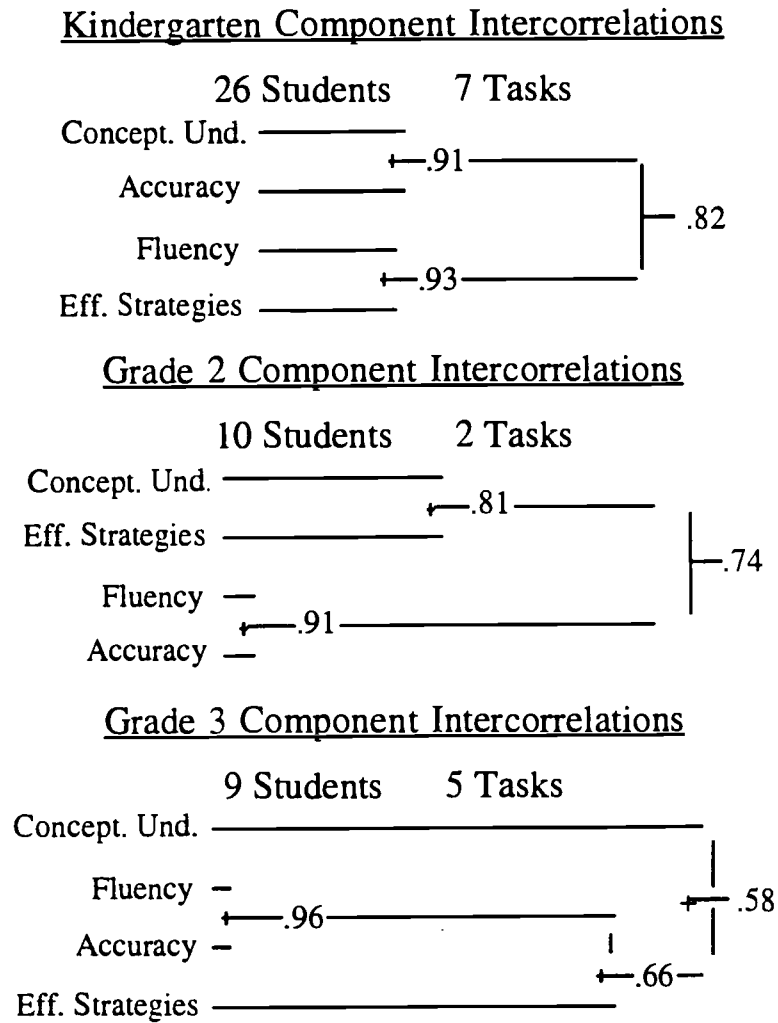 Kindergarten Component Intercorrelations
26 Students 7 Tasks
Concept. Und.
.91
Accuracy
.82
Fluency
.93
Eff. Strategies
Grade 2 Component Intercorrelations
10 Students 2 Tasks
Concept. Und.
.81
Eff. Strategies
.74
Fluency
.91
Accuracy
Grade 3 Component Intercorrelations
9 Students 5 Tasks
Concept. Und.
Fluency
.58
.96
Accuracy
.66
Eff. Strategies